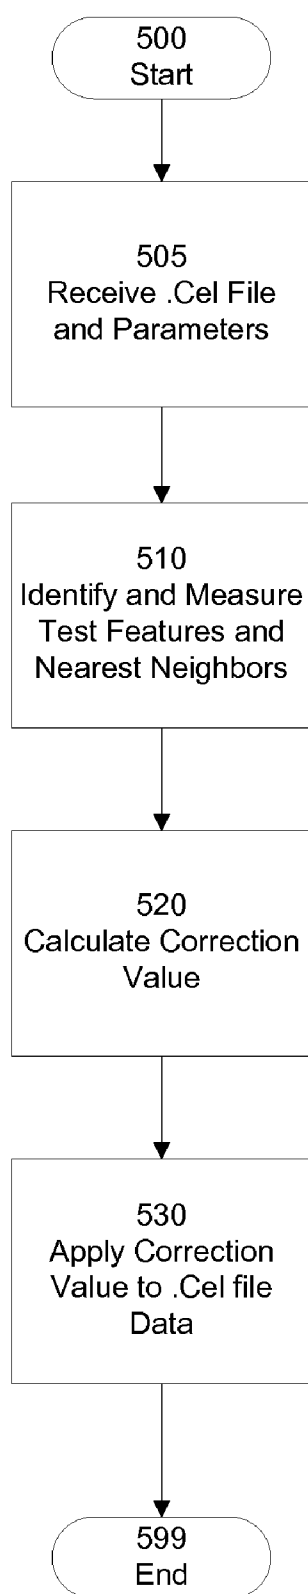 500
Start
505
Receive .Cel File
and Parameters
510
Identify and Measure
Test Features and
Nearest Neighbors
520
Calculate Correction
Value
530
Apply Correction
Value to .Cel file
Data
599
End